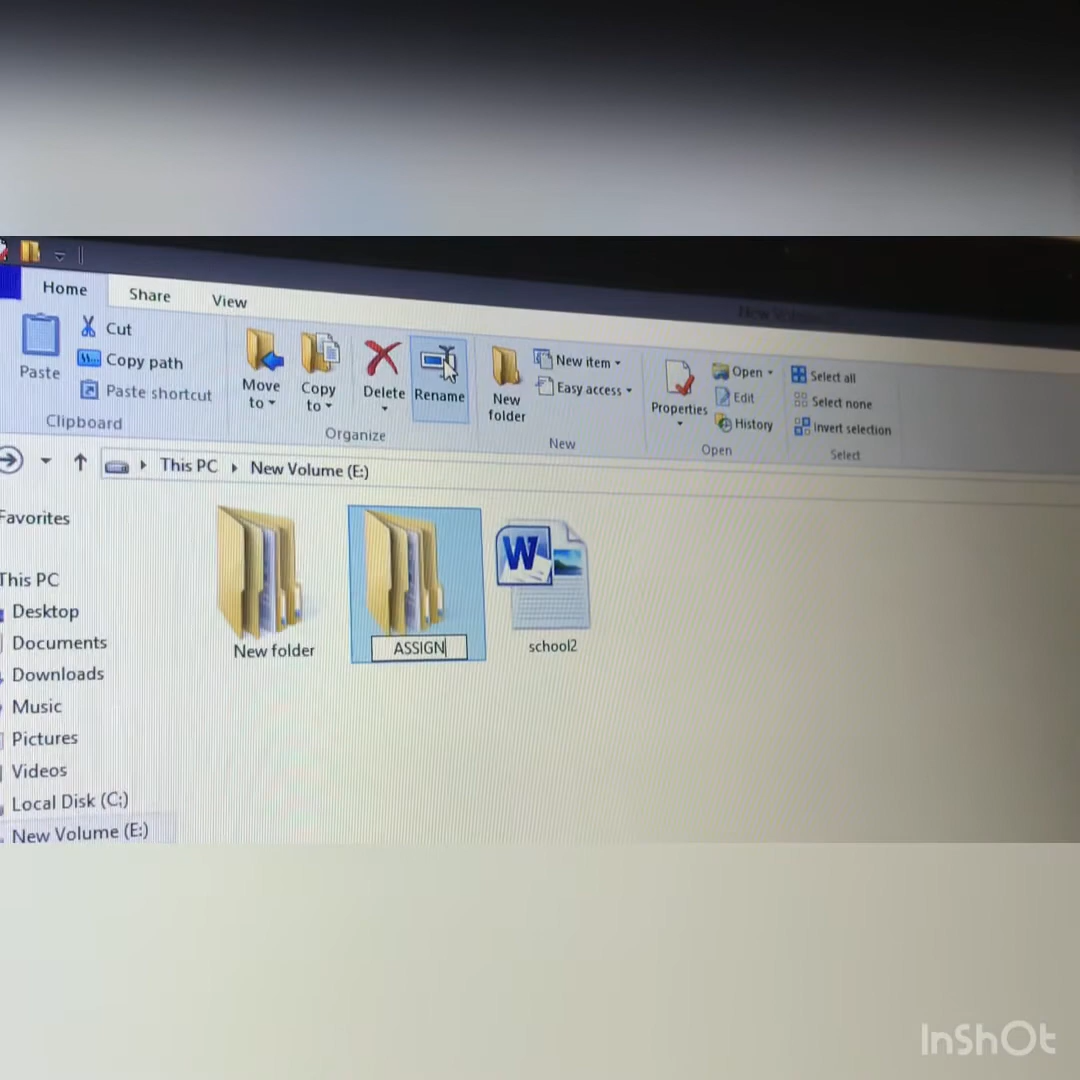 Home
Share
View
Paste
Cut
Copy path
Paste shortcut
Clipboard
Move to
Copy to
Delete
Rename
Organize
New folder
New item
Easy access
New
Properties
Open
Edit
History
Open
Select all
Select none
Invert selection
Select
This PC
New Volume (E:)
Favorites
This PC
Desktop
Documents
Downloads
Music
Pictures
Videos
Local Disk (C:)
New Volume (E:)
New folder
ASSIGN
school2
W
InShOt